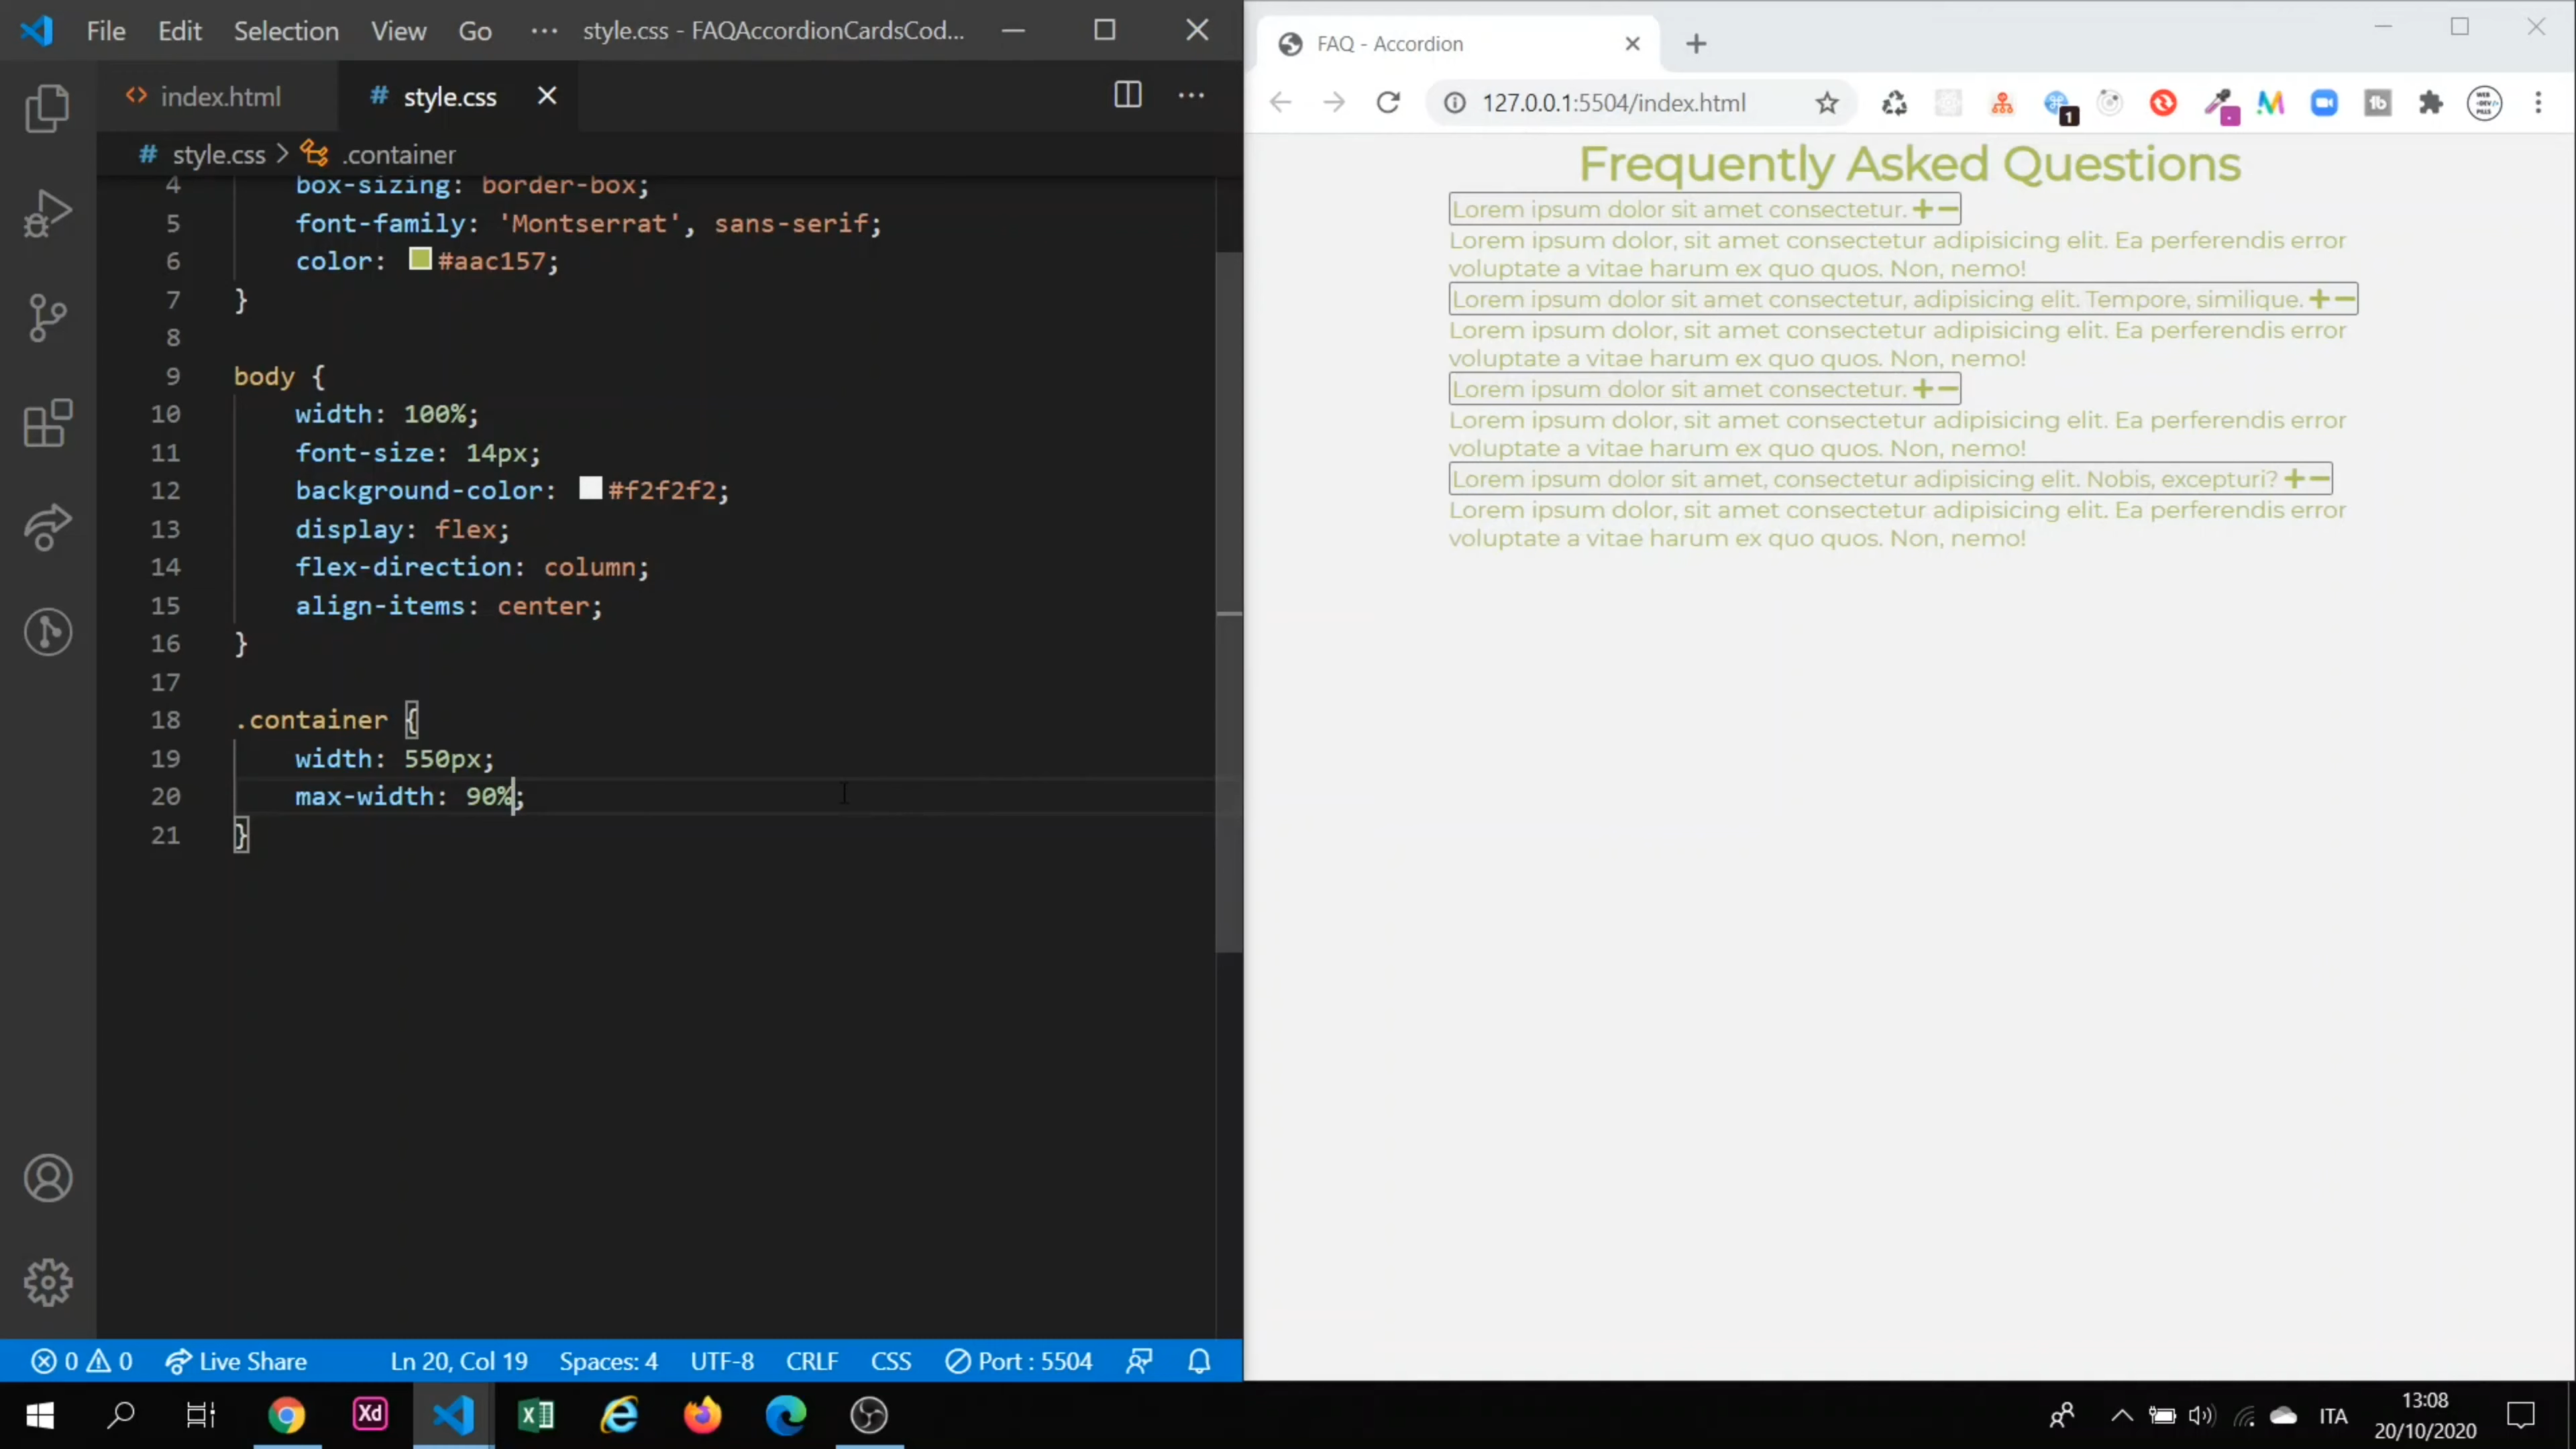 File Edit Selection View Go ··· style.css - FAQAccordionCardsCod...
index.html
# style.css
# style.css > .container
4 box-sizing: border-box;
5 font-family: 'Montserrat', sans-serif;
6 color: #aac157;
7 }
8
9 body {
10 width: 100%;
11 font-size: 14px;
12 background-color: #f2f2f2;
13 display: flex;
14 flex-direction: column;
15 align-items: center;
16 }
17
18 .container {
19 width: 550px;
20 max-width: 90%;
21 }
0 0 Live Share Ln 20, Col 19 Spaces: 4 UTF-8 CRLF CSS Port : 5504
FAQ - Accordion
127.0.0.1:5504/index.html
1
WEB
-DEV/>
PILLS
Frequently Asked Questions
Lorem ipsum dolor sit amet consectetur.
Lorem ipsum dolor, sit amet consectetur adipisicing elit. Ea perferendis error
voluptate a vitae harum ex quo quos. Non, nemo!
Lorem ipsum dolor sit amet consectetur, adipisicing elit. Tempore, similique.
Lorem ipsum dolor, sit amet consectetur adipisicing elit. Ea perferendis error
voluptate a vitae harum ex quo quos. Non, nemo!
Lorem ipsum dolor sit amet consectetur.
Lorem ipsum dolor, sit amet consectetur adipisicing elit. Ea perferendis error
voluptate a vitae harum ex quo quos. Non, nemo!
Lorem ipsum dolor sit amet, consectetur adipisicing elit. Nobis, excepturi?
Lorem ipsum dolor, sit amet consectetur adipisicing elit. Ea perferendis error
voluptate a vitae harum ex quo quos. Non, nemo!
Xd
ITA
13:08
20/10/2020